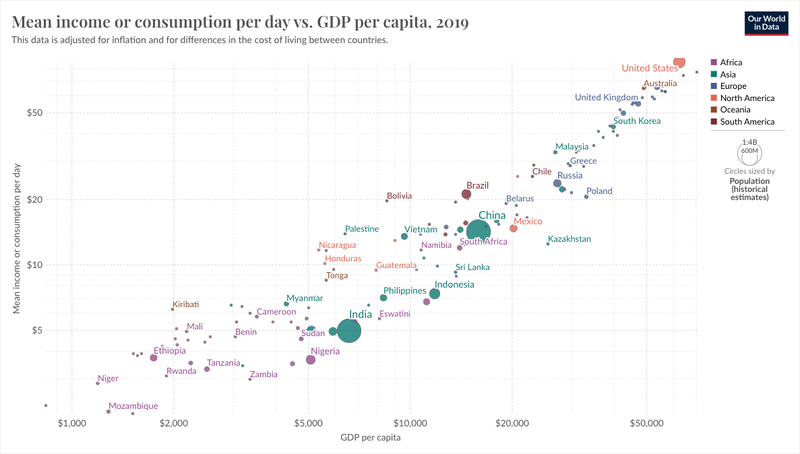 Mean income or consumption per day vs. GDP per capita, 2019
This data is adjusted for inflation and for differences in the cost of living between countries.
Our World
in Data
Mean income or consumption per day
$50
$20
$10
$5
$1,000
$2,000
$5,000
$10,000
$20,000
$50,000
GDP per capita
United States
Australia
United Kingdom
South Korea
Malaysia
Greece
Chile
Russia
Brazil
Bolivia
Belarus
Poland
China
Mexico
Palestine
Vietnam
South Africa
Kazakhstan
Nicaragua
Namibia
Honduras
Guatemala
Sri Lanka
Tonga
Indonesia
Philippines
Myanmar
Kiribati
Cameroon
India
Eswatini
Mali
Benin
Sudan
Ethiopia
Nigeria
Tanzania
Rwanda
Zambia
Niger
Mozambique
Africa
Asia
Europe
North America
Oceania
South America
1:4B
600M
Circles sized by
Population
(historical
estimates)